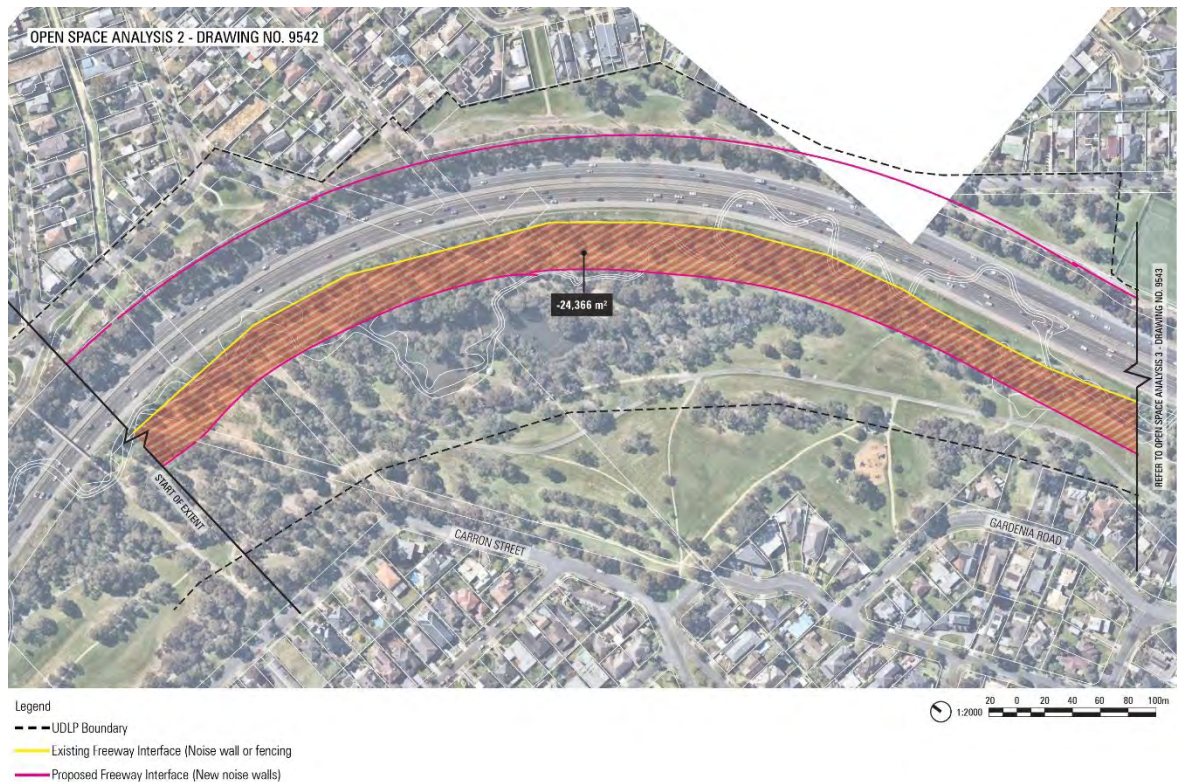 OPEN SPACE ANALYSIS 2 - DRAWING NO. 9542
-24,366 m²
START OF EXTENT
CARRON STREET
GARDENIA ROAD
REFER TO OPEN SPACE ANALYSIS 3 - DRAWING NO. 9543
Legend
UDLP Boundary
Existing Freeway Interface (Noise wall or fencing
Proposed Freeway Interface (New noise walls)
1:2000
20 0 20 40 60 80 100m